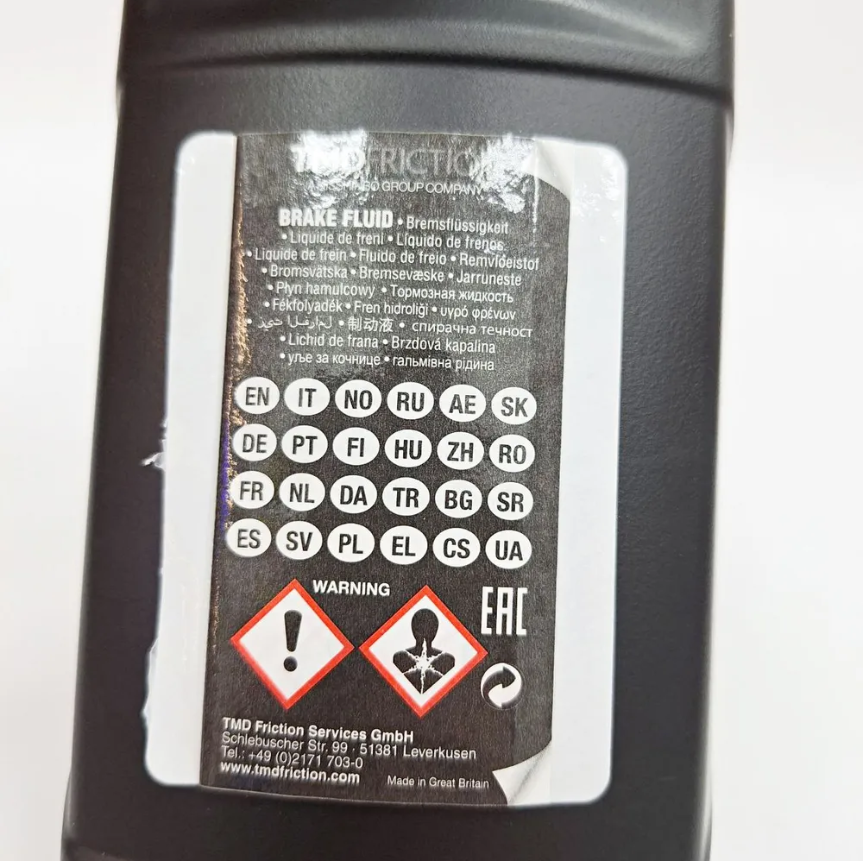 TMD FRICTION
A NISSHINBO GROUP COMPANY
BRAKE FLUID • Bremsflüssigkeit
• Liquide de freni • Líquido de frenos
• Liquide de frein • Fluido de freio • Remvloeistof
• Bromsvätska • Bremsevæske • Jarruneste
• Płyn hamulcowy • Тормозная жидкость
• Fékfolyadék • Fren hidroliği • υγρό φρένων
• 制动液 • спирачна течност
• Lichid de frana • Brzdová kapalina
• уље за кочнице • гальмівна рідина
EN IT NO RU AE SK
DE PT FI HU ZH RO
FR NL DA TR BG SR
ES SV PL EL CS UA
WARNING
EAC
TMD Friction Services GmbH
Schlebuscher Str. 99 · 51381 Leverkusen
Tel.: +49 (0)2171 703-0
www.tmdfriction.com
Made in Great Britain